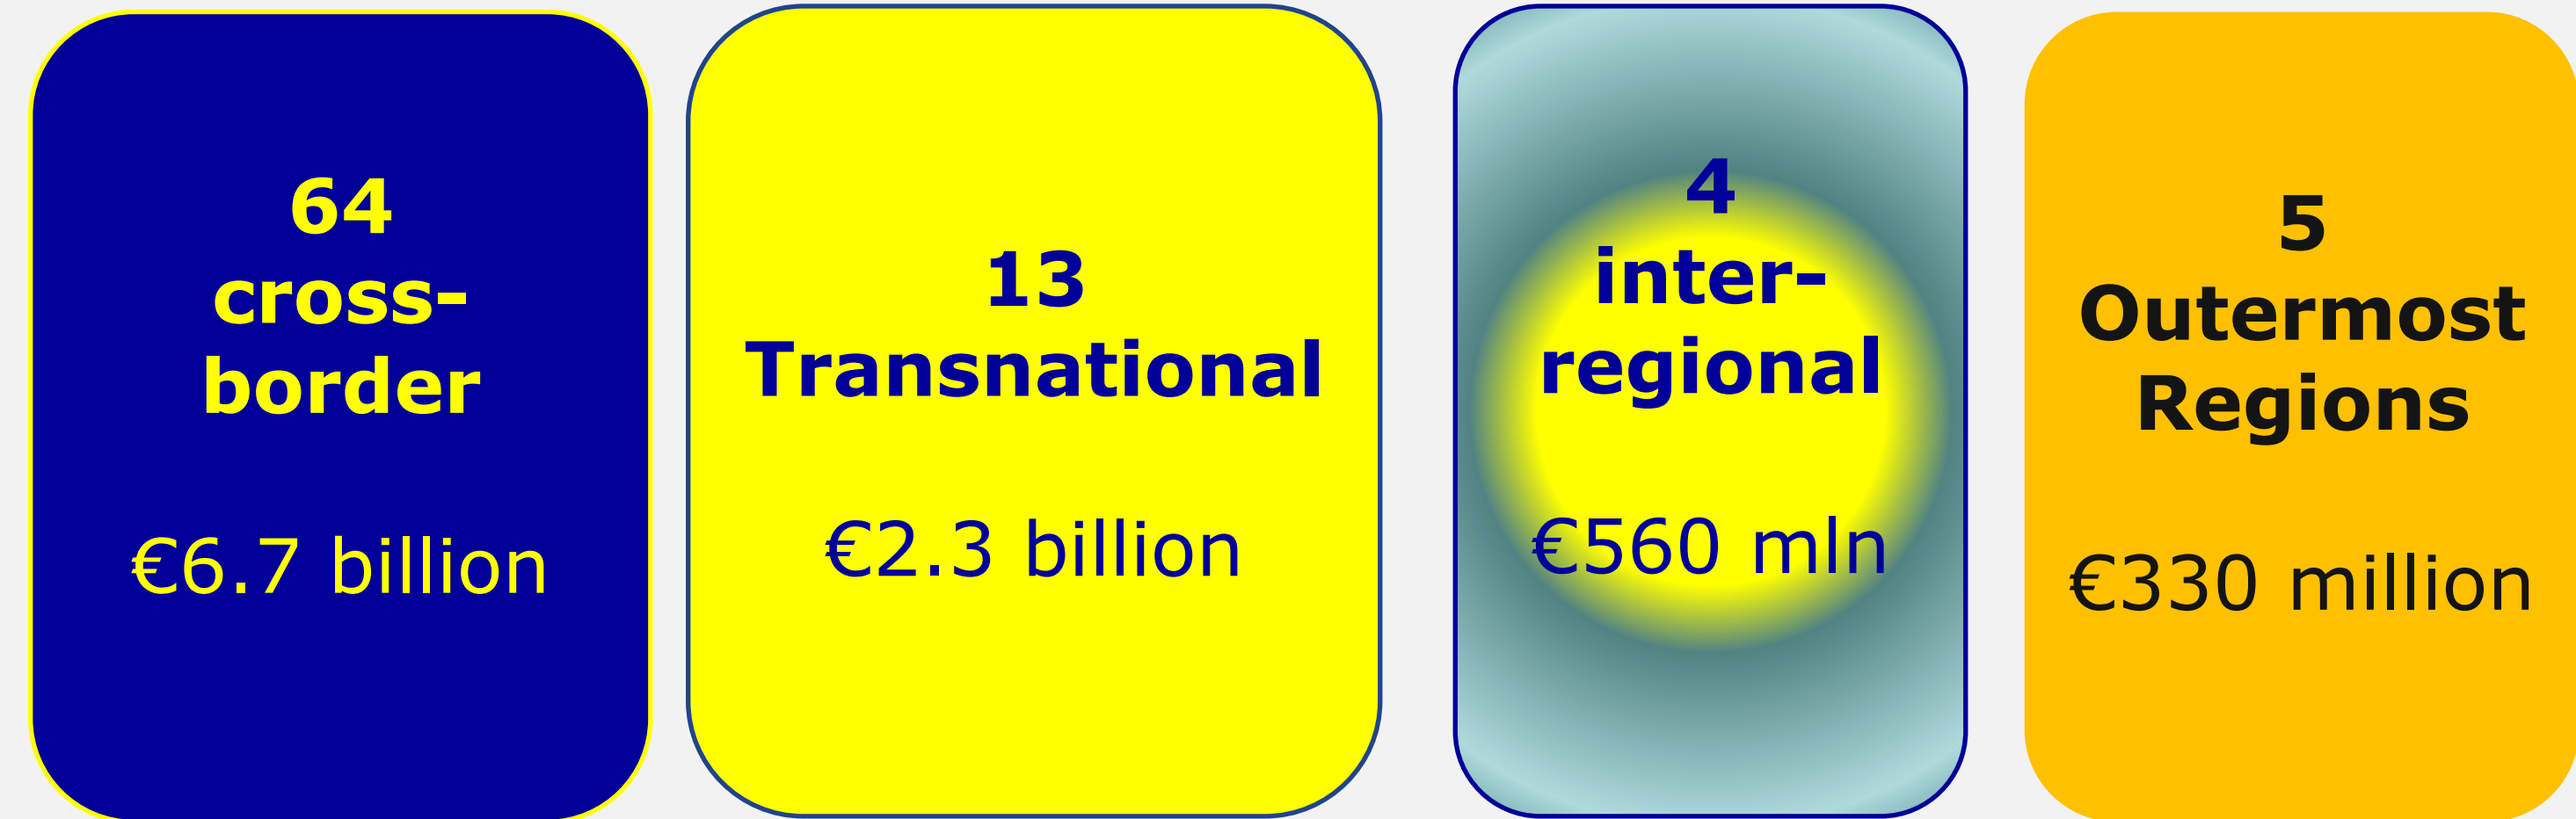 64
cross-
border
€6.7 billion
13
Transnational
€2.3 billion
4
inter-
regional
€560 mln
5
Outermost
Regions
€330 million